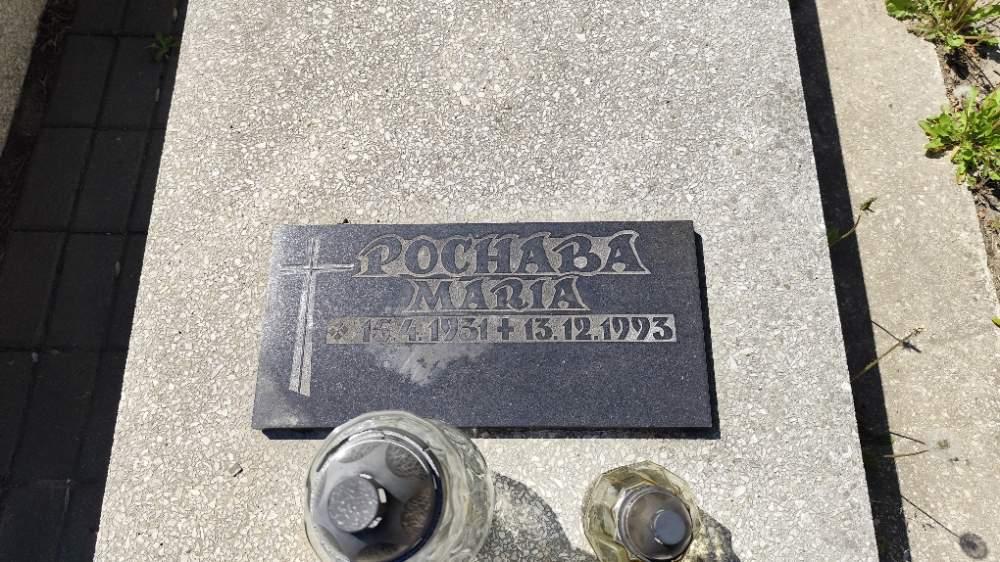 POCHABA
MARIA
* 15.4.1931 + 13.12.1993